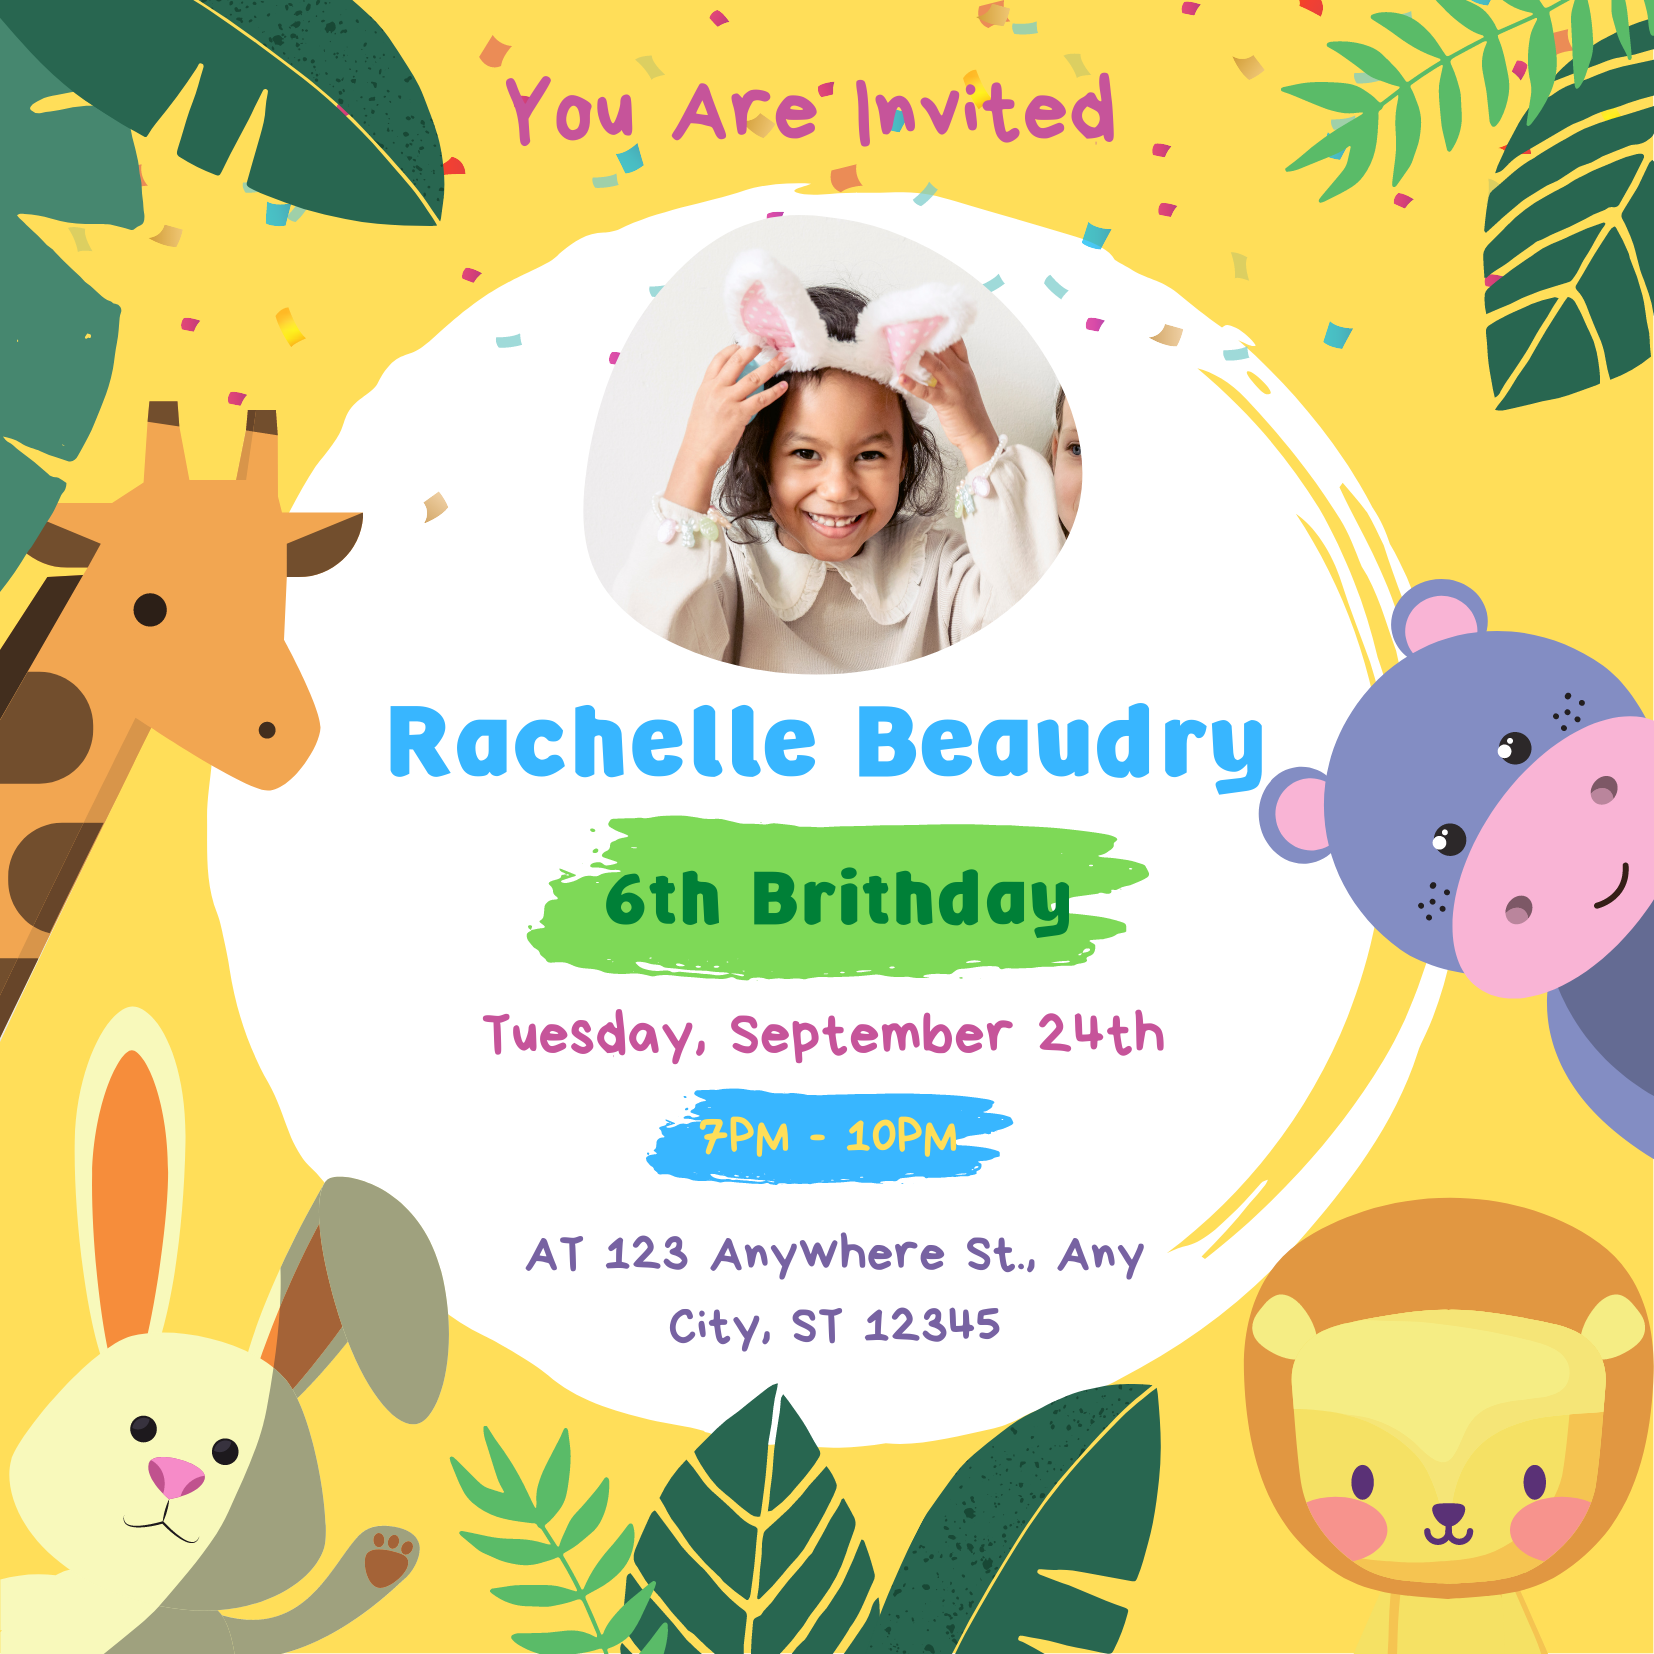 You Are Invited
Rachelle Beaudry
6th Brithday
Tuesday, September 24th
7PM - 10PM
AT 123 Anywhere St., Any
City, ST 12345